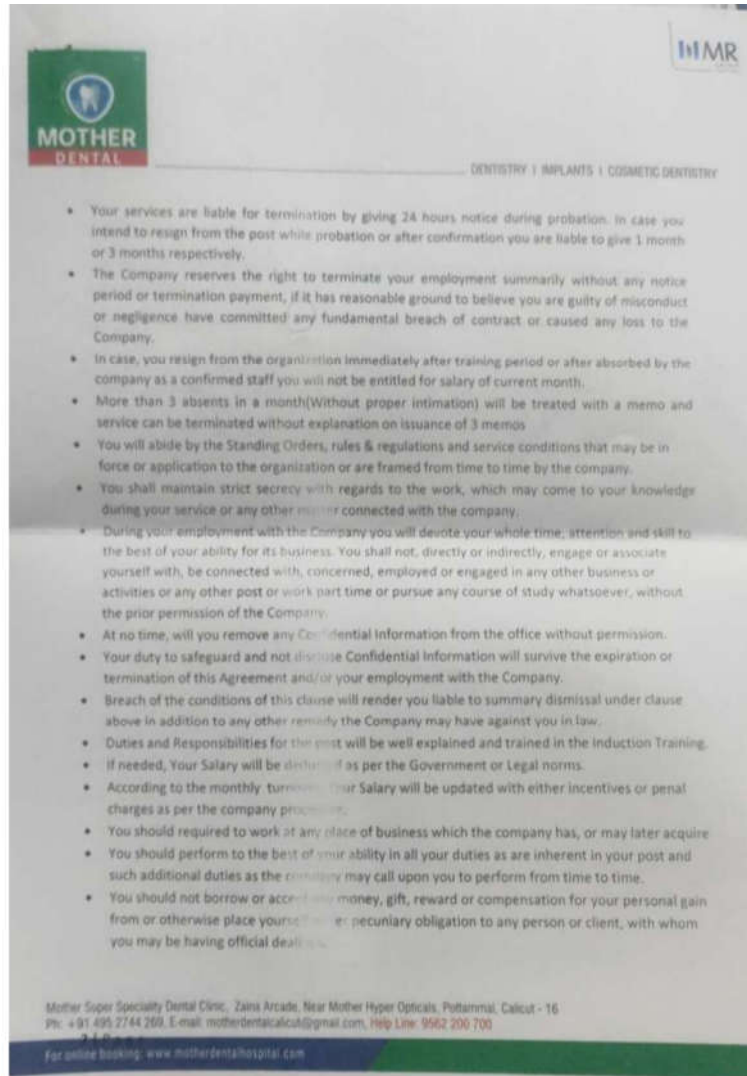 MR
MOTHER
DENTAL
DENTISTRY | IMPLANTS | COSMETIC DENTISTRY
• Your services are liable for termination by giving 24 hours notice during probation. In case you
intend to resign from the post while probation or after confirmation you are liable to give 1 month
or 3 months respectively.
• The Company reserves the right to terminate your employment summarily without any notice
period or termination payment, if it has reasonable ground to believe you are guilty of misconduct
or negligence have committed any fundamental breach of contract or caused any loss to the
Company.
• In case, you resign from the organization immediately after training period or after absorbed by the
company as a confirmed staff you will not be entitled for salary of current month.
• More than 3 absents in a month(Without proper intimation) will be treated with a memo and
service can be terminated without explanation on issuance of 3 memos
• You will abide by the Standing Orders, rules & regulations and service conditions that may be in
force or application to the organization or are framed from time to time by the company.
• You shall maintain strict secrecy with regards to the work, which may come to your knowledge
during your service or any other matter connected with the company.
• During your employment with the Company you will devote your whole time, attention and skill to
the best of your ability for its business. You shall not, directly or indirectly, engage or associate
yourself with, be connected with, concerned, employed or engaged in any other business or
activities or any other post or work part time or pursue any course of study whatsoever, without
the prior permission of the Company.
• At no time, will you remove any Confidential Information from the office without permission.
• Your duty to safeguard and not disclose Confidential Information will survive the expiration or
termination of this Agreement and/or your employment with the Company.
• Breach of the conditions of this clause will render you liable to summary dismissal under clause
above in addition to any other remedy the Company may have against you in law.
• Duties and Responsibilities for the post will be well explained and trained in the Induction Training.
• If needed, Your Salary will be as per the Government or Legal norms.
• According to the monthly Your Salary will be updated with either incentives or penal
charges as per the company
• You should required to work at any place of business which the company has, or may later acquire
• You should perform to the best of your ability in all your duties as are inherent in your post and
such additional duties as the company may call upon you to perform from time to time.
• You should not borrow or accept any money, gift, reward or compensation for your personal gain
from or otherwise place pecuniary obligation to any person or client, with whom
you may be having official
Mother Super Speciality Dental Clinic, Zains Arcade, Near Mother Hyper Opticals, Pottammal, Calicut - 16
Ph: +91 495 2744 269, E-mail: motherdentalcalicut@gmail.com, Help Line: 9562 200 700
For online booking: www.motherdentalhospital.com